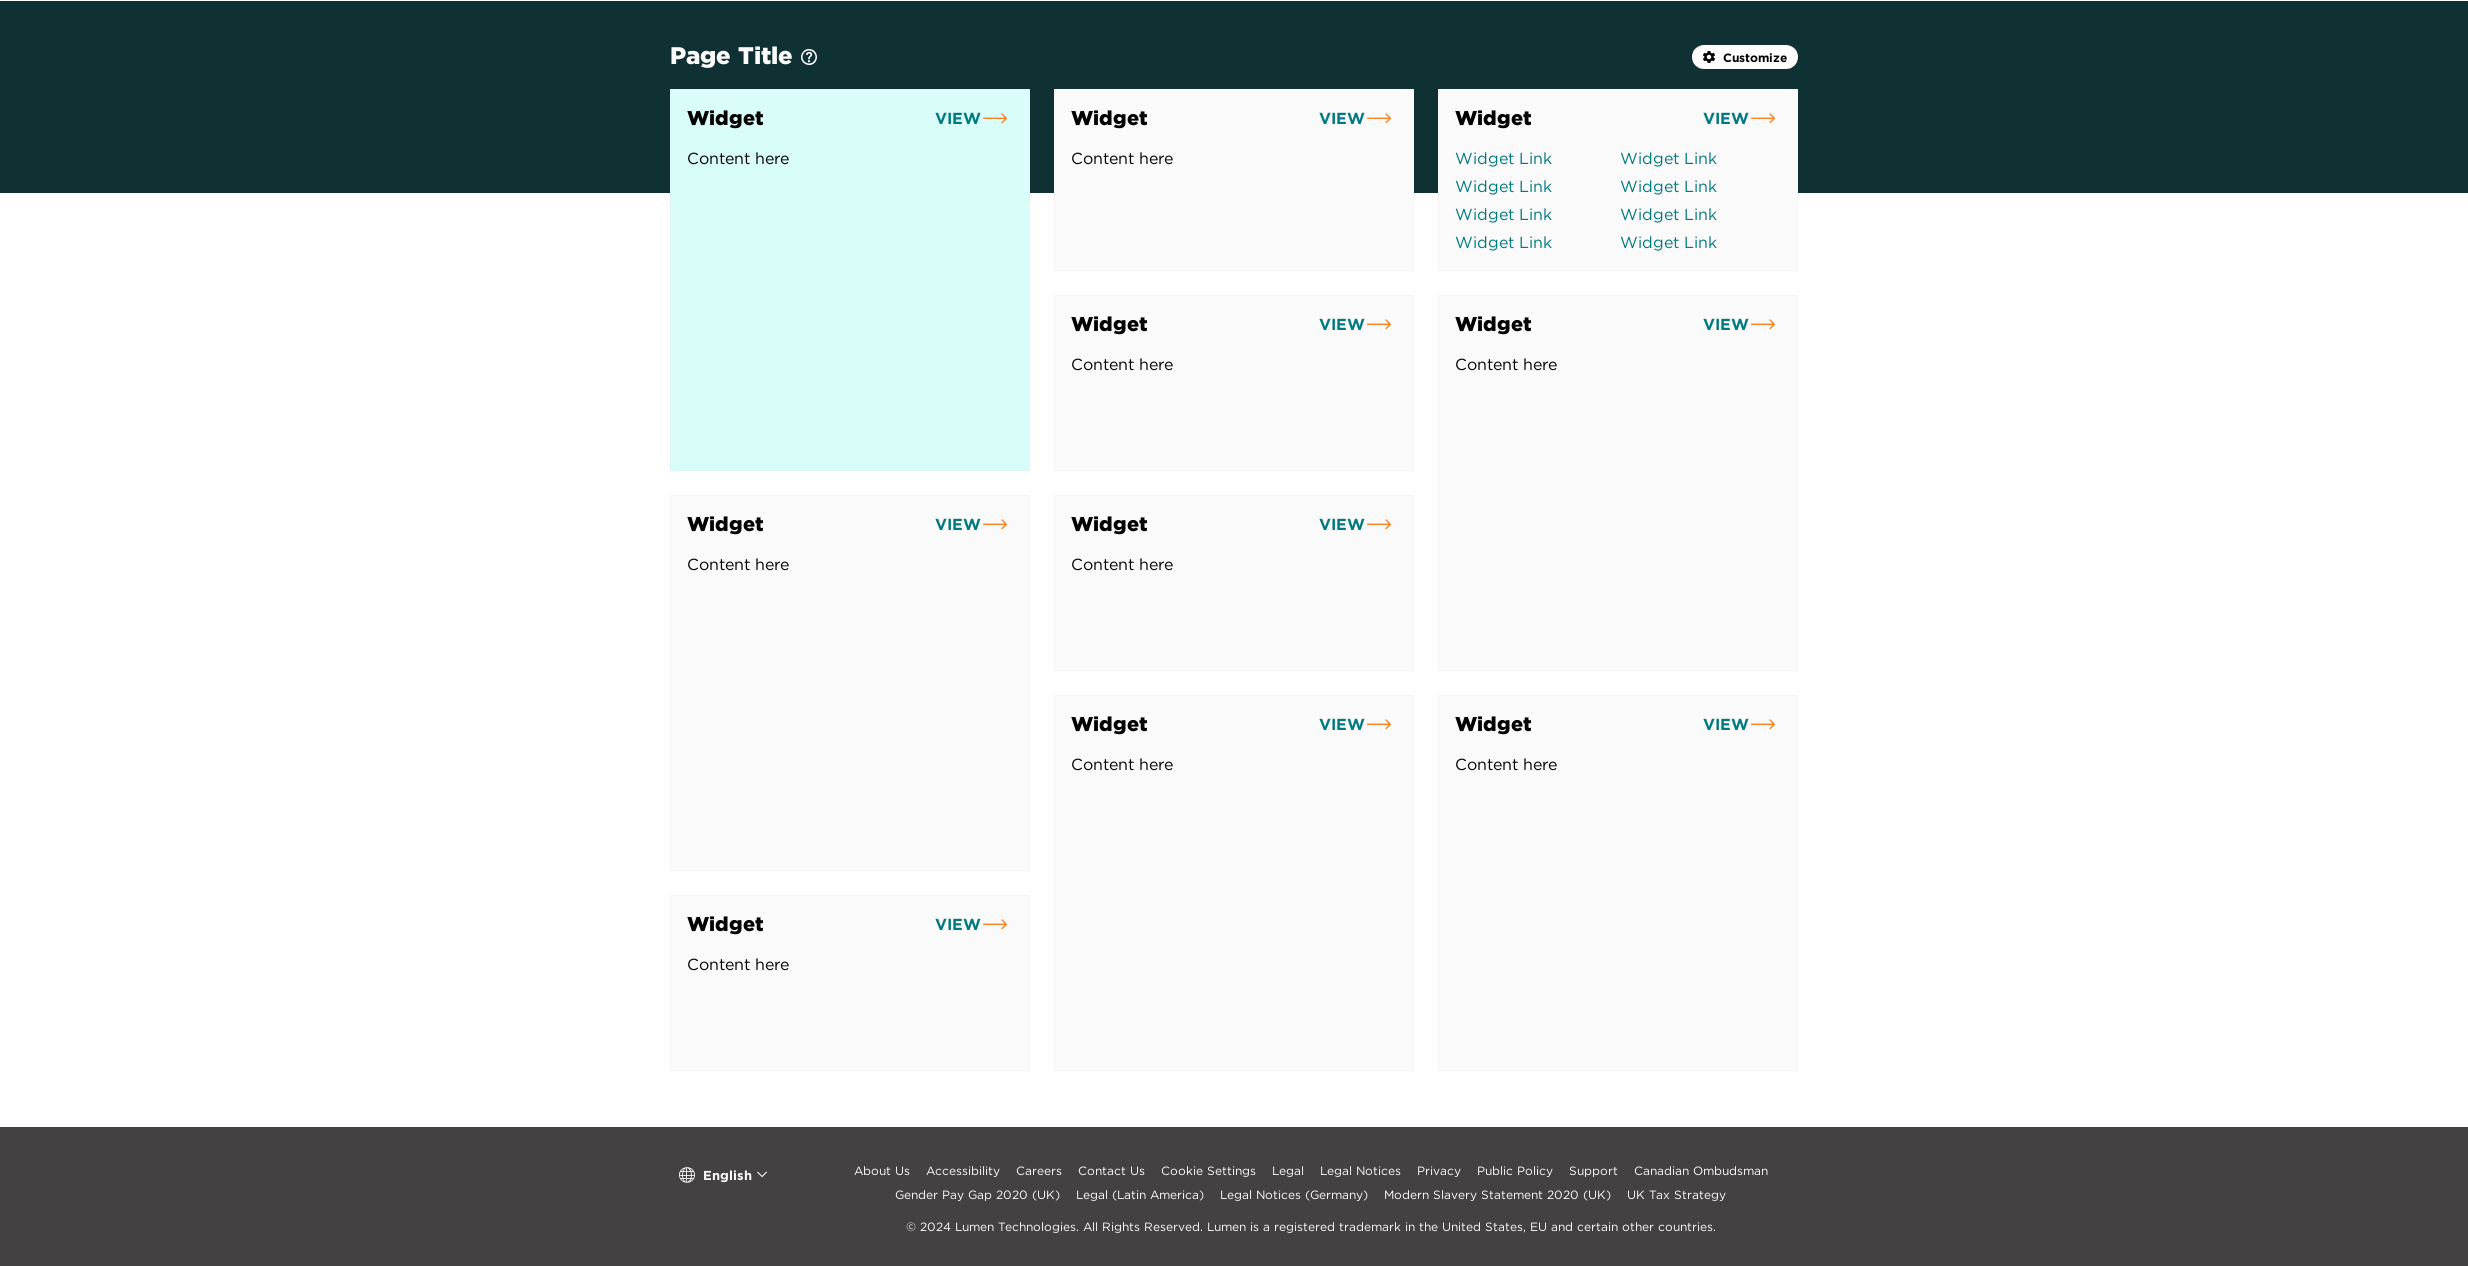 Page Title
Customize
Widget VIEW
Content here
Widget VIEW
Content here
Widget VIEW
Widget Link Widget Link
Widget Link Widget Link
Widget Link Widget Link
Widget Link Widget Link
Widget VIEW
Content here
Widget VIEW
Content here
Widget VIEW
Content here
Widget VIEW
Content here
Widget VIEW
Content here
Widget VIEW
Content here
Widget VIEW
Content here
English
About Us Accessibility Careers Contact Us Cookie Settings Legal Legal Notices Privacy Public Policy Support Canadian Ombudsman
Gender Pay Gap 2020 (UK) Legal (Latin America) Legal Notices (Germany) Modern Slavery Statement 2020 (UK) UK Tax Strategy
© 2024 Lumen Technologies. All Rights Reserved. Lumen is a registered trademark in the United States, EU and certain other countries.